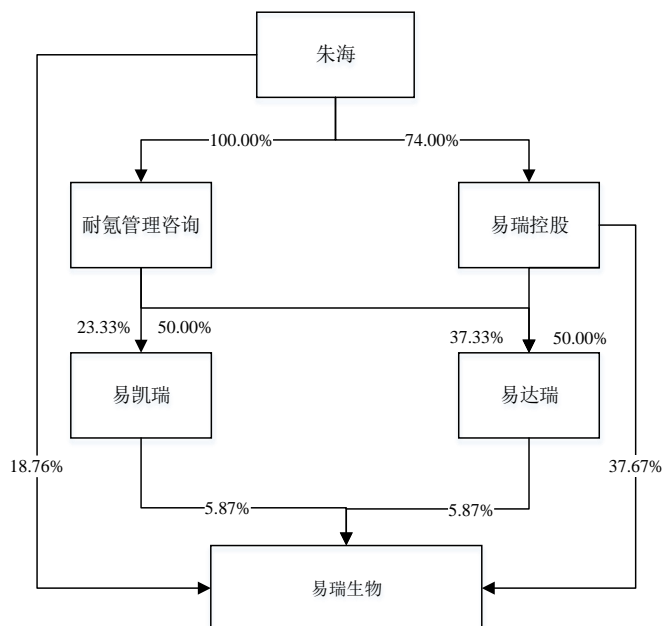 朱海
100.00%
74.00%
耐氪管理咨询
易瑞控股
23.33%
50.00%
37.33%
50.00%
易凯瑞
易达瑞
18.76%
37.67%
5.87%
5.87%
易瑞生物